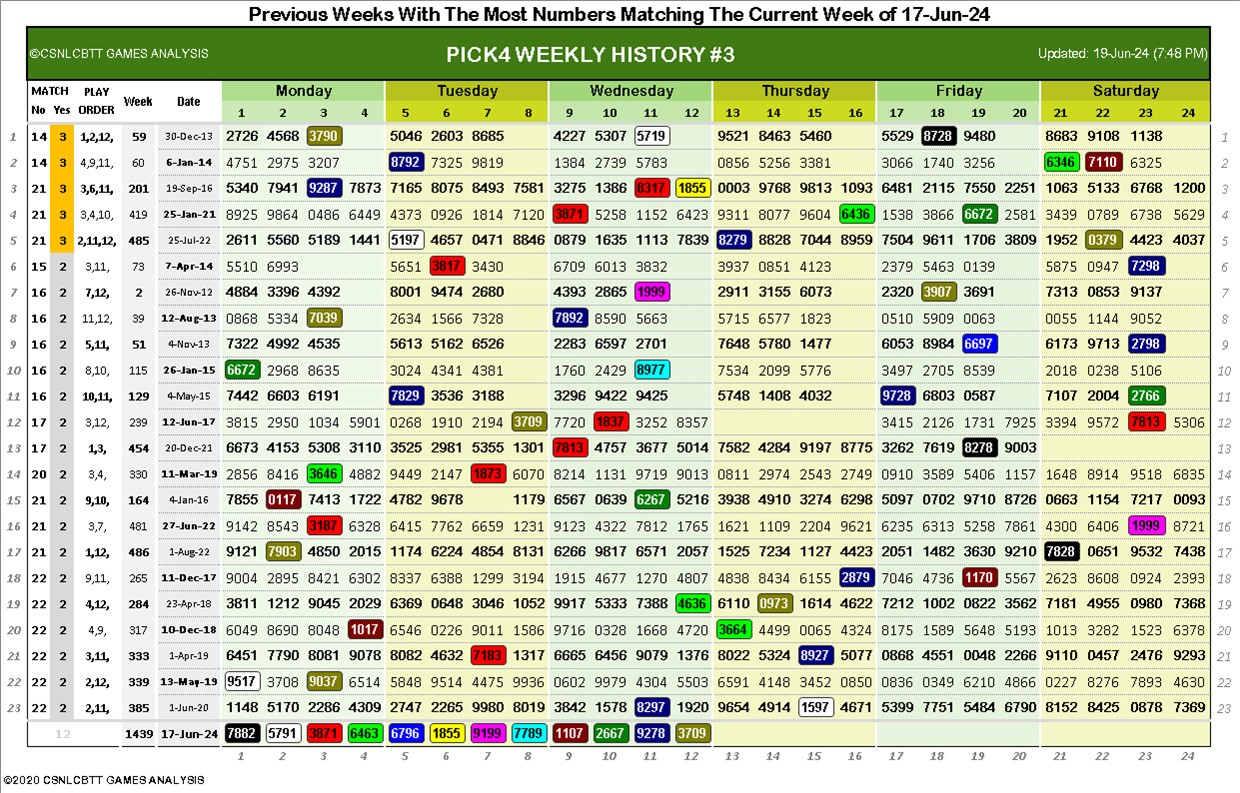 Previous Weeks With The Most Numbers Matching The Current Week of 17-Jun-24
©CSNLCBTT GAMES ANALYSIS PICK4 WEEKLY HISTORY #3 Updated: 19-Jun-24 (7:48 PM)
MATCH PLAY Week Date Monday Tuesday Wednesday Thursday Friday Saturday
No Yes ORDER 1 2 3 4 5 6 7 8 9 10 11 12 13 14 15 16 17 18 19 20 21 22 23 24
1 14 3 1,2,12, 59 30-Dec-13 2726 4568 3790 5046 2603 8685 4227 5307 5719 9521 8463 5460 5529 8728 9480 8683 9108 1138 1
2 14 3 4,9,11, 60 6-Jan-14 4751 2975 3207 8792 7325 9819 1384 2739 5783 0856 5256 3381 3066 1740 3256 6346 7110 6325 2
3 21 3 3,6,11, 201 19-Sep-16 5340 7941 9287 7873 7165 8075 8493 7581 3275 1386 8317 1855 0003 9768 9813 1093 6481 2115 7550 2251 1063 5133 6768 1200 3
4 21 3 3,4,10, 419 25-Jan-21 8925 9864 0486 6449 4373 0926 1814 7120 3871 5258 1152 6423 9311 8077 9604 6436 1538 3866 6672 2581 3439 0789 6738 5629 4
5 21 3 2,11,12, 485 25-Jul-22 2611 5560 5189 1441 5197 4657 0471 8846 0879 1635 1113 7839 8279 8828 7044 8959 7504 9611 1706 3809 1952 0379 4423 4037 5
6 15 2 3,11, 73 7-Apr-14 5510 6993 5651 3817 3430 6709 6013 3832 3937 0851 4123 2379 5463 0139 5875 0947 7298 6
7 16 2 7,12, 2 26-Nov-12 4884 3396 4392 8001 9474 2680 4393 2865 1999 2911 3155 6073 2320 3907 3691 7313 8653 9137 7
8 16 2 11,12, 39 12-Aug-13 0868 5334 7039 2634 1566 7328 7892 8590 5663 5715 6577 1823 0510 5909 0063 0055 1144 9052 8
9 16 2 5,11, 51 4-Nov-13 7322 4992 4535 5613 5162 6526 2283 6597 2701 7648 5780 1477 6053 8984 6697 6173 9713 2798 9
10 16 2 8,10, 115 26-Jan-15 6672 2968 8635 3024 4341 4381 1760 2429 8977 7534 2099 5776 3497 2705 8539 2018 0238 5106 10
11 16 2 10,11, 129 4-May-15 7442 6603 6191 7829 3536 3188 3296 9422 9425 5748 1408 4032 9728 6803 0587 7107 2004 2766 11
12 17 2 3,12, 239 12-Jun-17 3815 2950 1034 5901 0268 1910 2194 3709 7720 1837 3252 8357 3415 2126 1731 7925 3394 9572 7813 5306 12
13 17 2 1,3, 454 20-Dec-21 6673 4153 5308 3110 3525 2981 5355 1301 7813 4757 3677 5014 7582 4284 9197 8775 3262 7619 8278 9003 13
14 20 2 3,4, 330 11-Mar-19 2856 8416 3646 4882 9449 2147 1873 6070 8214 1131 9719 9013 0811 2974 2543 2749 0910 3589 5406 1157 1648 8914 9518 6835 14
15 21 2 9,10, 164 4-Jan-16 7855 0117 7413 1722 4782 9678 1179 6567 0639 6267 5216 3938 4910 3274 6298 5097 0702 9710 8726 0663 1154 7217 0093 15
16 21 2 3,7, 481 27-Jun-22 9142 8543 3187 6328 6415 7762 6659 1231 9123 4322 7812 1765 1621 1109 2204 9621 6235 6313 5258 7861 4300 6406 1999 8721 16
17 21 2 1,12, 486 1-Aug-22 9121 7903 4850 2015 1174 6224 4854 8131 6266 9817 6571 2057 1525 7234 1127 4423 2051 1482 3630 9210 7828 0651 9532 7438 17
18 22 2 9,11, 265 11-Dec-17 9004 2895 8421 6302 8337 6388 1299 3194 1915 4677 1270 4807 4838 8434 6155 2879 7046 4736 1170 5567 2623 8608 0924 2393 18
19 22 2 4,12, 284 23-Apr-18 3811 1212 9045 2029 6369 0648 3046 1052 9917 5333 7388 4636 6110 0973 1614 4622 7212 1002 0822 3562 7181 4955 0980 7368 19
20 22 2 4,9, 317 10-Dec-18 6049 8690 8048 1017 6546 0226 9011 1586 9716 0328 1668 4720 3664 4499 0065 4324 8175 1589 5648 5193 1013 3282 1523 6378 20
21 22 2 3,11, 333 1-Apr-19 6451 7790 8081 9078 8082 4632 7183 1317 6665 6456 9079 1376 8022 5324 8927 5077 0868 4551 0048 2266 9110 0457 2476 9293 21
22 22 2 2,12, 339 13-May-19 9517 3708 9037 6514 5848 9514 4475 9936 0602 9979 4304 5503 6591 4248 3452 0850 0836 0349 6210 4866 0227 8276 7893 4630 22
23 22 2 2,11, 385 1-Jun-20 1148 5170 2286 4309 2747 2265 9980 8019 3842 1578 8297 1920 9654 4914 1597 4671 5399 7751 5484 6790 8152 8425 0878 7369 23
12 1439 17-Jun-24 7882 5791 3871 6463 6796 1855 9199 7789 1107 2667 9278 3709
1 2 3 4 5 6 7 8 9 10 11 12 13 14 15 16 17 18 19 20 21 22 23 24
©2020 CSNLCBTT GAMES ANALYSIS